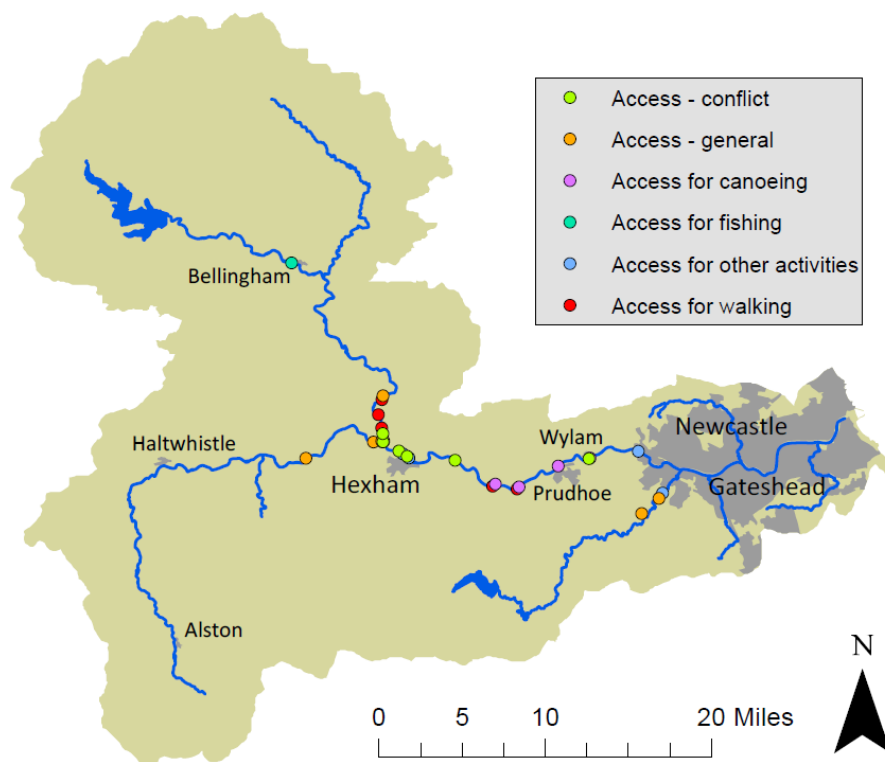 Access - conflict
Access - general
Access for canoeing
Access for fishing
Access for other activities
Access for walking
Bellingham
Haltwhistle
Hexham
Wylam
Prudhoe
Newcastle
Gateshead
Alston
N
0 5 10 20 Miles